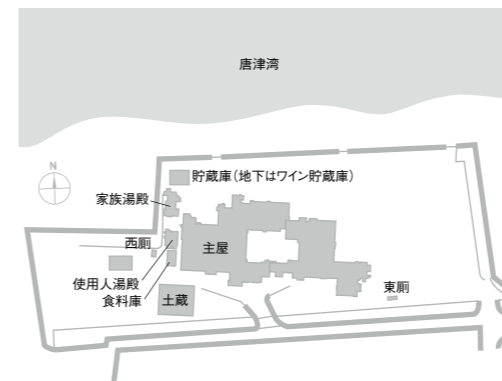 唐津湾
N
貯蔵庫（地下はワイン貯蔵庫）
家族湯殿
西厠
主屋
使用人湯殿
食料庫
土蔵
東厠